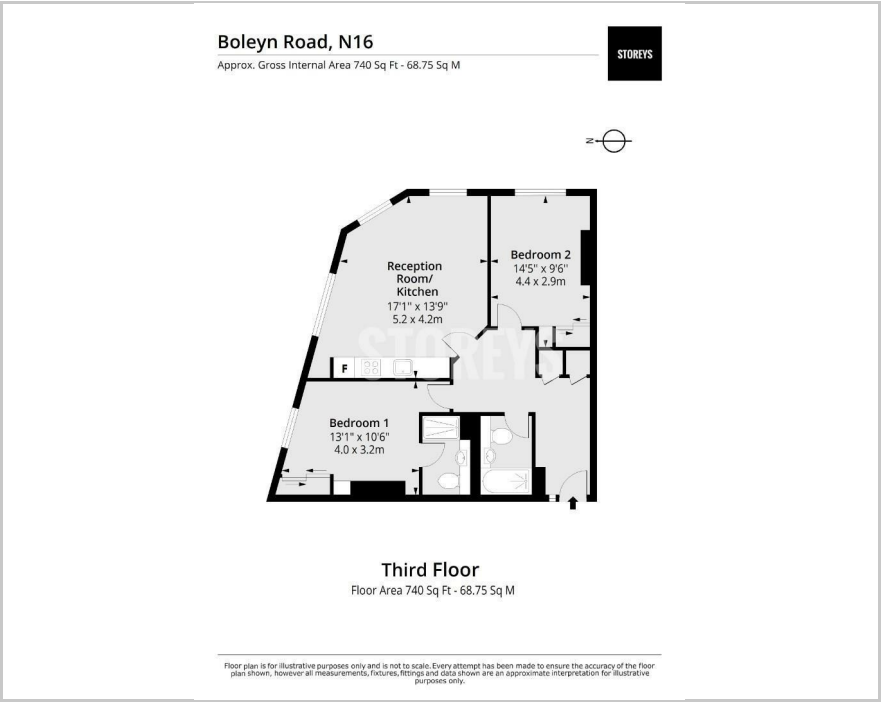 Boleyn Road, N16
Approx. Gross Internal Area 740 Sq Ft - 68.75 Sq M
STOREYS
N
Reception
Room/
Kitchen
17'1" x 13'9"
5.2 x 4.2m
Bedroom 2
14'5" x 9'6"
4.4 x 2.9m
STOREYS
F
Bedroom 1
13'1" x 10'6"
4.0 x 3.2m
Third Floor
Floor Area 740 Sq Ft - 68.75 Sq M
Floor plan is for illustrative purposes only and is not to scale. Every attempt has been made to ensure the accuracy of the floor
plan shown, however all measurements, fixtures, fittings and data shown are an approximate interpretation for illustrative
purposes only.